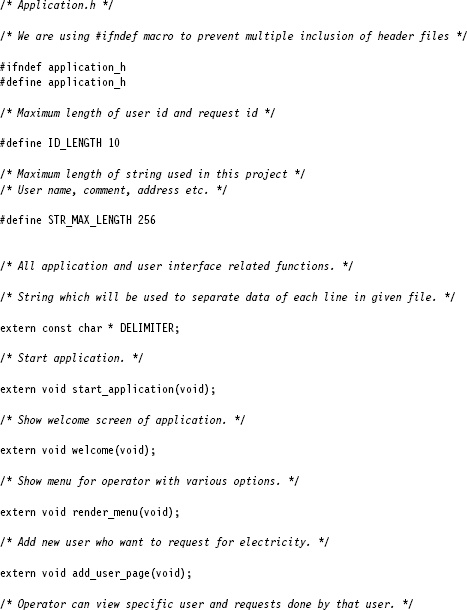 /* Application.h */
/* We are using #ifndef macro to prevent multiple inclusion of header files */
#ifndef application_h
#define application_h
/* Maximum length of user id and request id */
#define ID_LENGTH 10
/* Maximum length of string used in this project */
/* User name, comment, address etc. */
#define STR_MAX_LENGTH 256
/* All application and user interface related functions. */
/* String which will be used to separate data of each line in given file. */
extern const char * DELIMITER;
/* Start application. */
extern void start_application(void);
/* Show welcome screen of application. */
extern void welcome(void);
/* Show menu for operator with various options. */
extern void render_menu(void);
/* Add new user who want to request for electricity. */
extern void add_user_page(void);
/* Operator can view specific user and requests done by that user. */